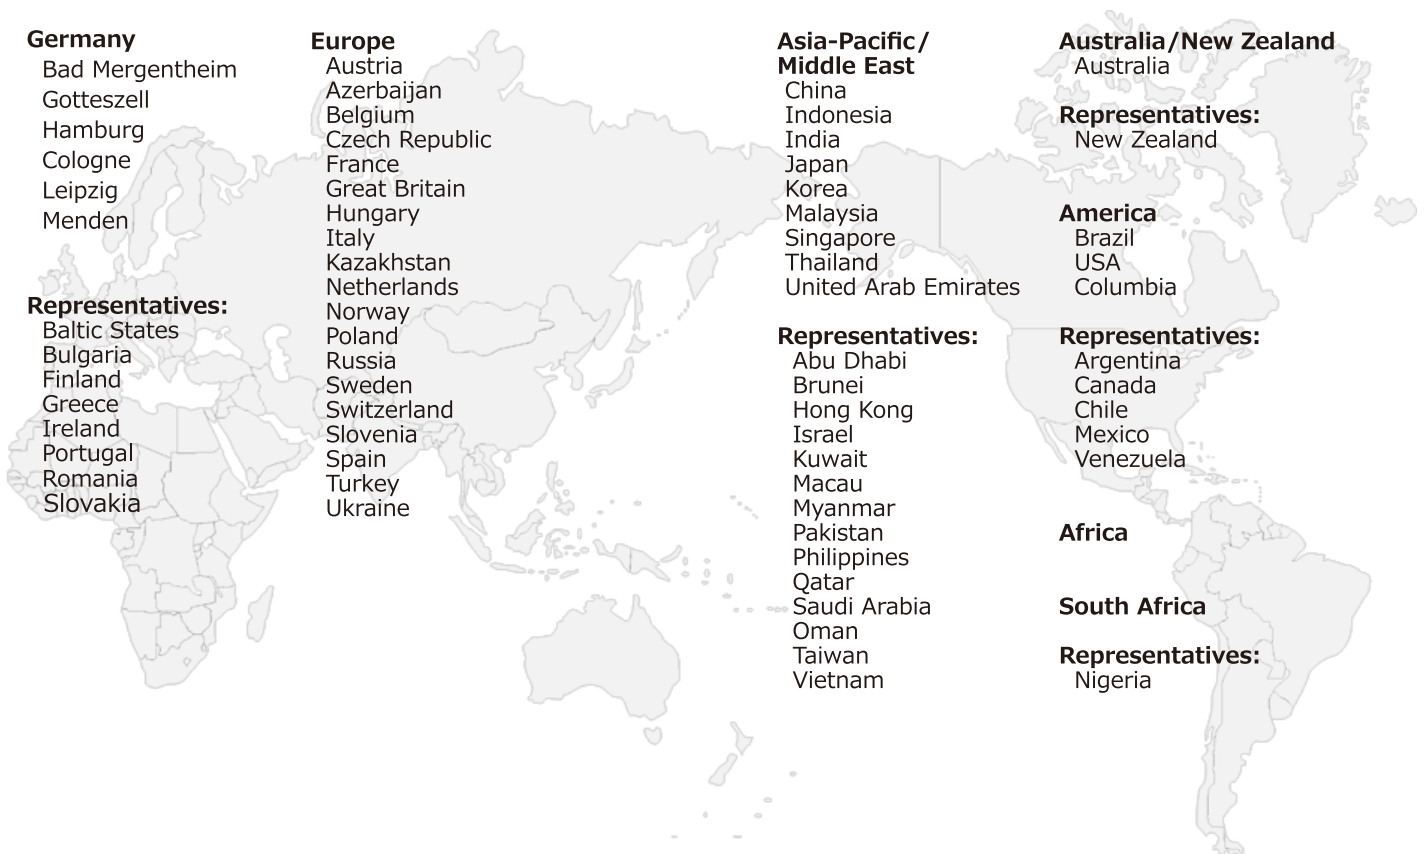 Germany
Bad Mergentheim
Gotteszell
Hamburg
Cologne
Leipzig
Menden
Representatives:
Baltic States
Bulgaria
Finland
Greece
Ireland
Portugal
Romania
Slovakia
Europe
Austria
Azerbaijan
Belgium
Czech Republic
France
Great Britain
Hungary
Italy
Kazakhstan
Netherlands
Norway
Poland
Russia
Sweden
Switzerland
Slovenia
Spain
Turkey
Ukraine
Asia-Pacific/
Middle East
China
Indonesia
India
Japan
Korea
Malaysia
Singapore
Thailand
United Arab Emirates
Representatives:
Abu Dhabi
Brunei
Hong Kong
Israel
Kuwait
Macau
Myanmar
Pakistan
Philippines
Qatar
Saudi Arabia
Oman
Taiwan
Vietnam
Australia/New Zealand
Australia
Representatives:
New Zealand
America
Brazil
USA
Columbia
Representatives:
Argentina
Canada
Chile
Mexico
Venezuela
Africa
South Africa
Representatives:
Nigeria